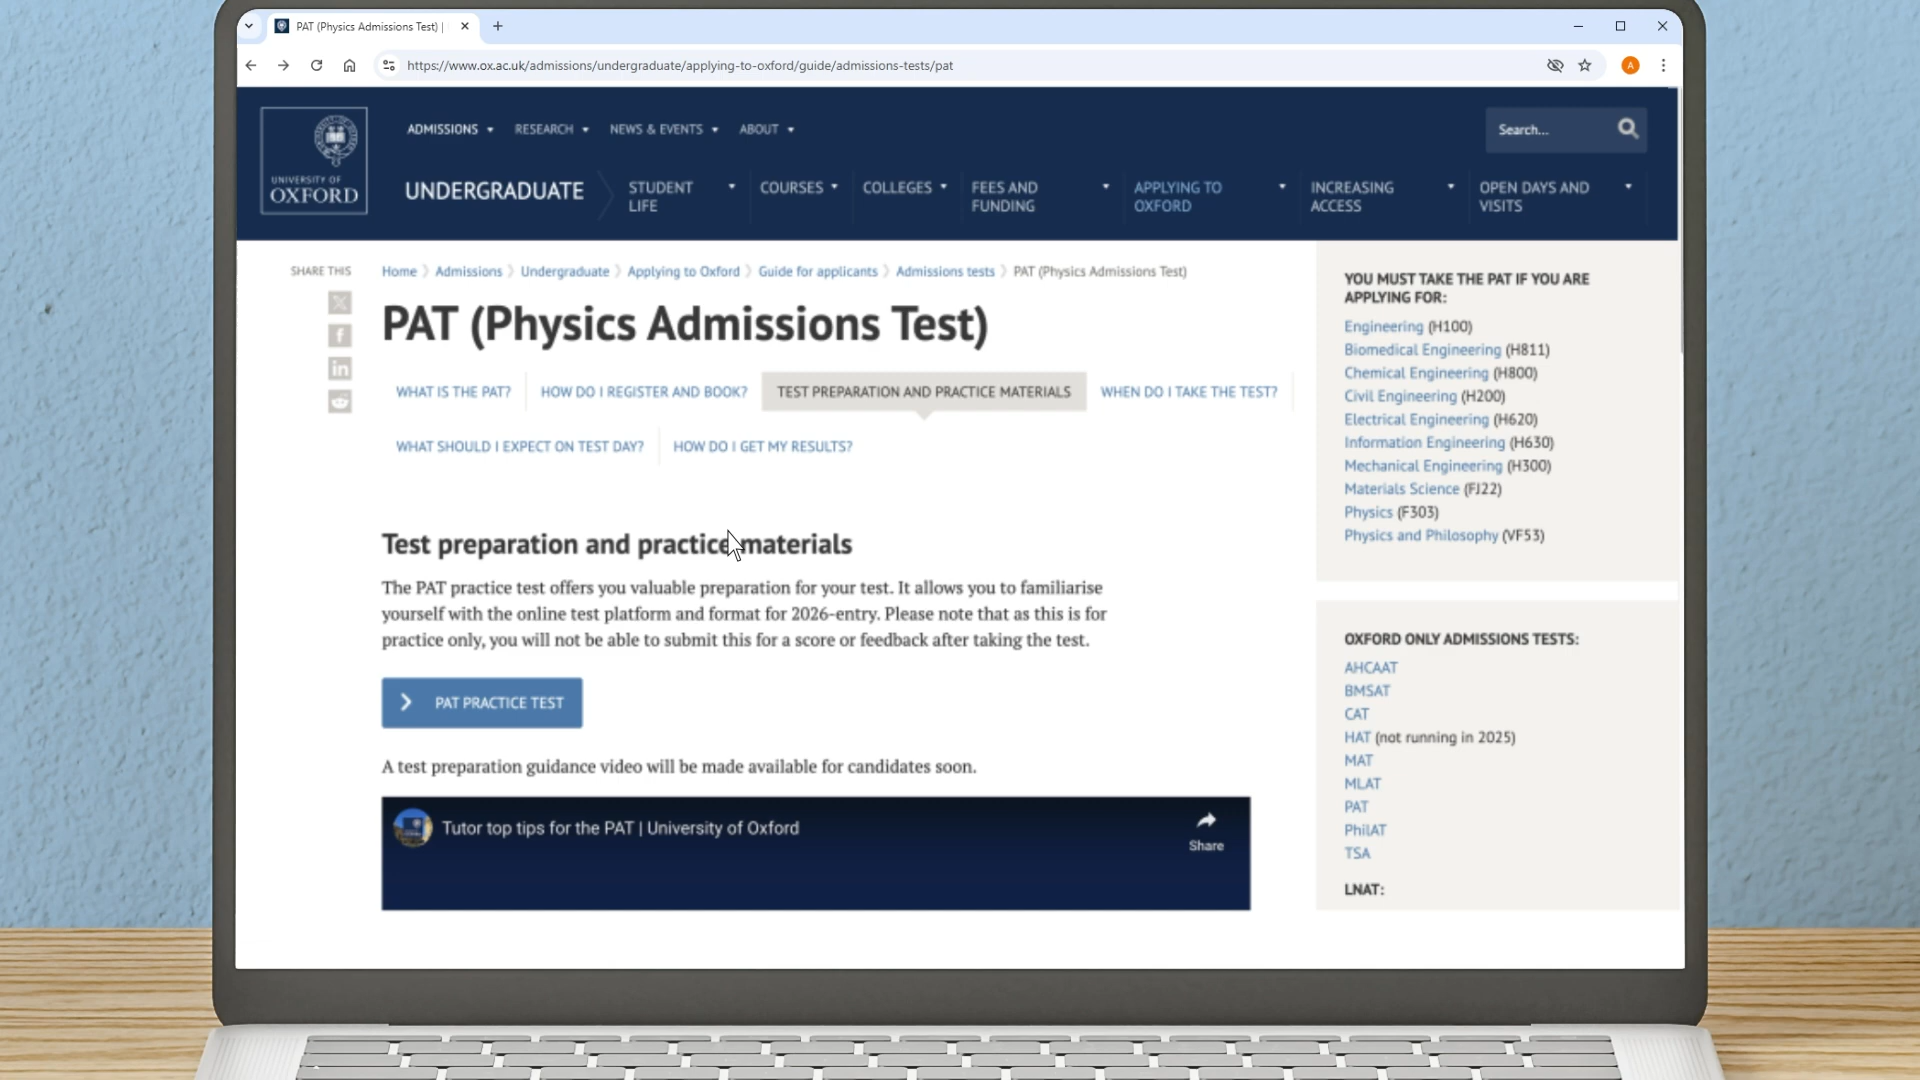 PAT (Physics Admissions Test) |
https://www.ox.ac.uk/admissions/undergraduate/applying-to-oxford/guide/admissions-tests/pat
A
UNIVERSITY OF
OXFORD
ADMISSIONS
RESEARCH
NEWS & EVENTS
ABOUT
Search...
UNDERGRADUATE
STUDENT
LIFE
COURSES
COLLEGES
FEES AND
FUNDING
APPLYING TO
OXFORD
INCREASING
ACCESS
OPEN DAYS AND
VISITS
SHARE THIS
Home
Admissions
Undergraduate
Applying to Oxford
Guide for applicants
Admissions tests
PAT (Physics Admissions Test)
PAT (Physics Admissions Test)
WHAT IS THE PAT?
HOW DO I REGISTER AND BOOK?
TEST PREPARATION AND PRACTICE MATERIALS
WHEN DO I TAKE THE TEST?
WHAT SHOULD I EXPECT ON TEST DAY?
HOW DO I GET MY RESULTS?
Test preparation and practice materials
The PAT practice test offers you valuable preparation for your test. It allows you to familiarise
yourself with the online test platform and format for 2026-entry. Please note that as this is for
practice only, you will not be able to submit this for a score or feedback after taking the test.
PAT PRACTICE TEST
A test preparation guidance video will be made available for candidates soon.
Tutor top tips for the PAT | University of Oxford
Share
YOU MUST TAKE THE PAT IF YOU ARE
APPLYING FOR:
Engineering (H100)
Biomedical Engineering (H811)
Chemical Engineering (H800)
Civil Engineering (H200)
Electrical Engineering (H620)
Information Engineering (H630)
Mechanical Engineering (H300)
Materials Science (FJ22)
Physics (F303)
Physics and Philosophy (VF53)
OXFORD ONLY ADMISSIONS TESTS:
AHCAAT
BMSAT
CAT
HAT (not running in 2025)
MAT
MLAT
PAT
PhilAT
TSA
LNAT: